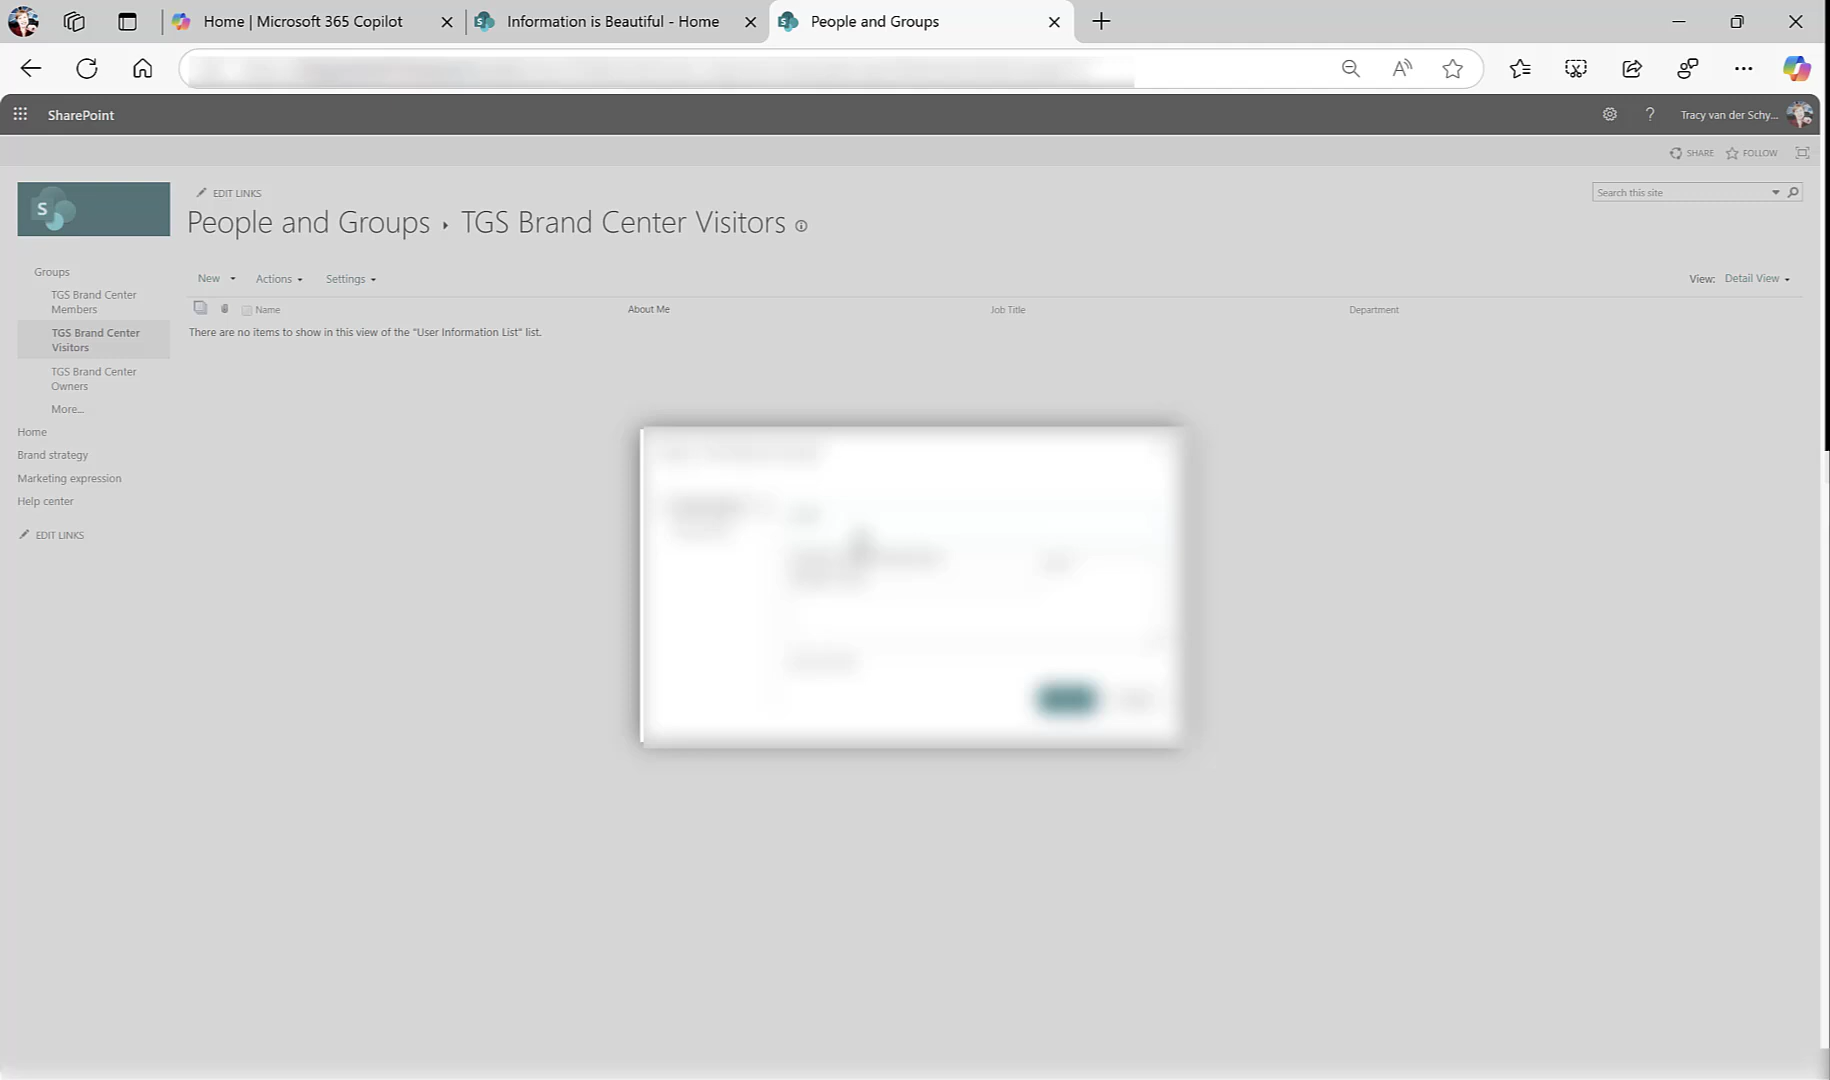 Home | Microsoft 365 Copilot
Information is Beautiful - Home
People and Groups
SharePoint
Tracy van der Schy...
SHARE
FOLLOW
S
EDIT LINKS
Search this site
People and Groups ▸ TGS Brand Center Visitors
Groups
TGS Brand Center
Members
TGS Brand Center
Visitors
TGS Brand Center
Owners
More...
Home
Brand strategy
Marketing expression
Help center
EDIT LINKS
New
Actions
Settings
View: Detail View
Name
About Me
Job Title
Department
There are no items to show in this view of the "User Information List" list.